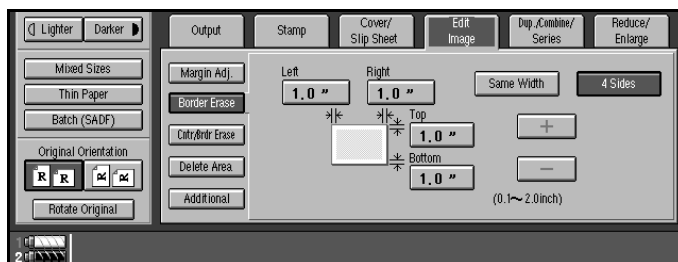 Lighter Darker
Output
Stamp
Cover/
Slip Sheet
Edit
Image
Dup./Combine/
Series
Reduce/
Enlarge
Mixed Sizes
Thin Paper
Batch (SADF)
Original Orientation
R R R R
Rotate Original
Margin Adj.
Border Erase
Cntr/Brdr Erase
Delete Area
Additional
Left Right
1.0 " 1.0 "
Top
1.0 "
Bottom
1.0 "
Same Width 4 Sides
+
−
(0.1~2.0inch)
1
2